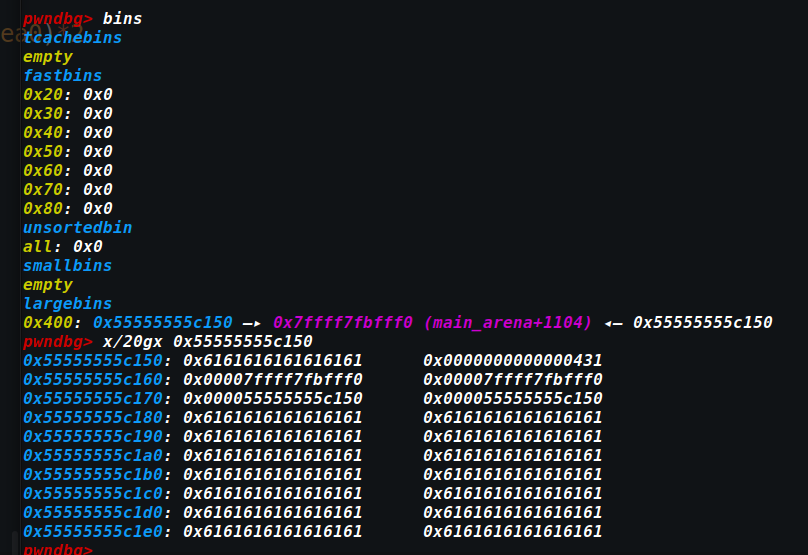 pwndbg> bins
ea0)*2
tcachebins
empty
fastbins
0x20: 0x0
0x30: 0x0
0x40: 0x0
0x50: 0x0
0x60: 0x0
0x70: 0x0
0x80: 0x0
unsortedbin
all: 0x0
smallbins
empty
largebins
0x400: 0x55555555c150 —▸ 0x7ffff7fbfff0 (main_arena+1104) ◂— 0x55555555c150
pwndbg> x/20gx 0x55555555c150
0x55555555c150: 0x6161616161616161 0x0000000000000431
0x55555555c160: 0x00007ffff7fbfff0 0x00007ffff7fbfff0
0x55555555c170: 0x000055555555c150 0x000055555555c150
0x55555555c180: 0x6161616161616161 0x6161616161616161
0x55555555c190: 0x6161616161616161 0x6161616161616161
0x55555555c1a0: 0x6161616161616161 0x6161616161616161
0x55555555c1b0: 0x6161616161616161 0x6161616161616161
0x55555555c1c0: 0x6161616161616161 0x6161616161616161
0x55555555c1d0: 0x6161616161616161 0x6161616161616161
0x55555555c1e0: 0x6161616161616161 0x6161616161616161
pwndbg>